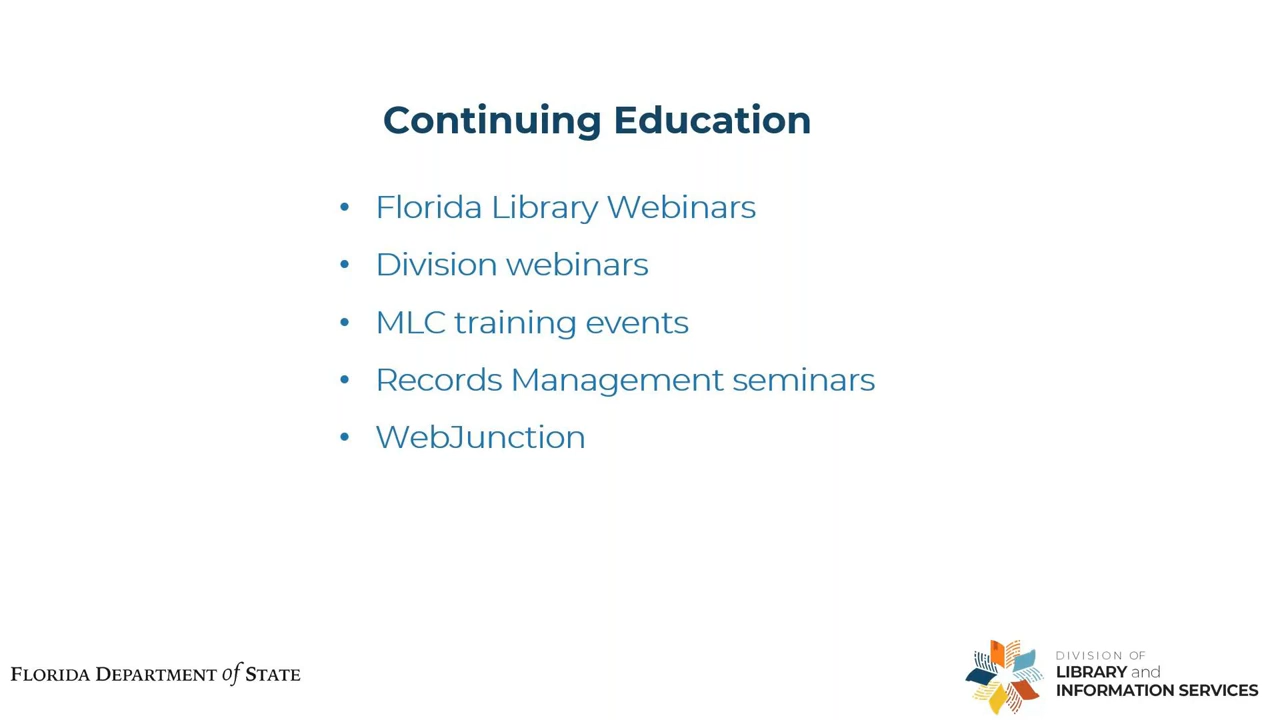 Continuing Education
• Florida Library Webinars
• Division webinars
• MLC training events
• Records Management seminars
• WebJunction
FLORIDA DEPARTMENT of STATE
DIVISION OF
LIBRARY and
INFORMATION SERVICES